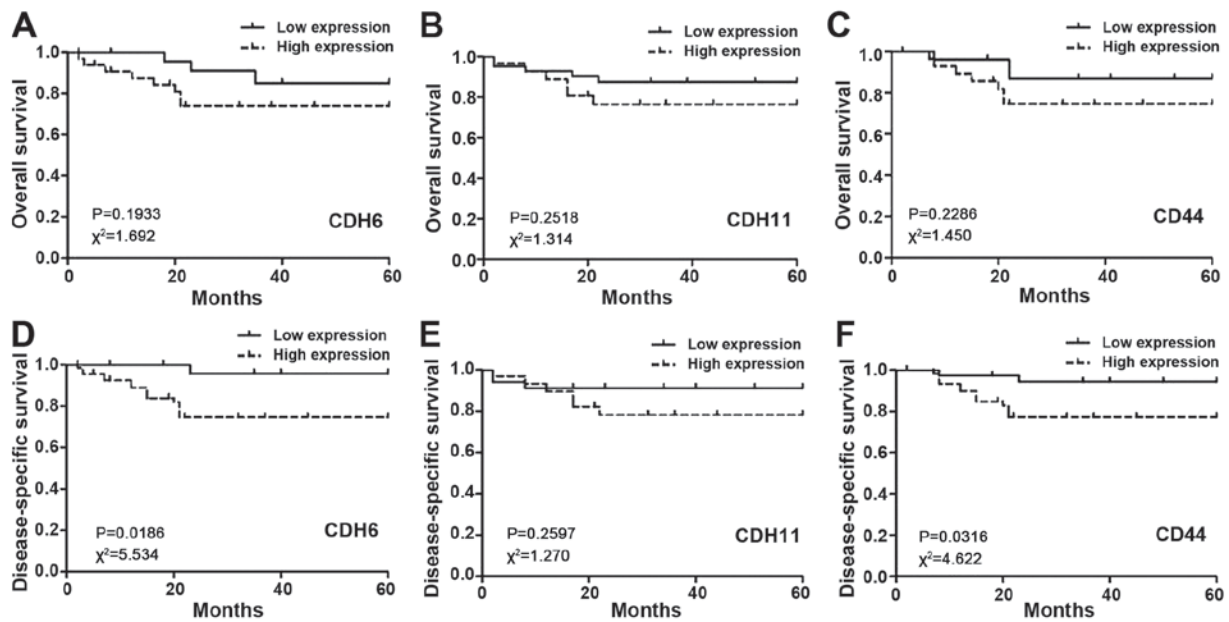 A
Low expression
High expression
1.0
0.8
0.6
0.4
0.2
0.0
Overall survival
P=0.1933
χ²=1.692
CDH6
0 20 40 60
Months
B
Low expression
High expression
1.0
0.8
0.6
0.4
0.2
0.0
Overall survival
P=0.2518
χ²=1.314
CDH11
0 20 40 60
Months
C
Low expression
High expression
1.0
0.8
0.6
0.4
0.2
0.0
Overall survival
P=0.2286
χ²=1.450
CD44
0 20 40 60
Months
D
Low expression
High expression
1.0
0.8
0.6
0.4
0.2
0.0
Disease-specific survival
P=0.0186
χ²=5.534
CDH6
0 20 40 60
Months
E
Low expression
High expression
1.0
0.8
0.6
0.4
0.2
0.0
Disease-specific survival
P=0.2597
χ²=1.270
CDH11
0 20 40 60
Months
F
Low expression
High expression
1.0
0.8
0.6
0.4
0.2
0.0
Disease-specific survival
P=0.0316
χ²=4.622
CD44
0 20 40 60
Months